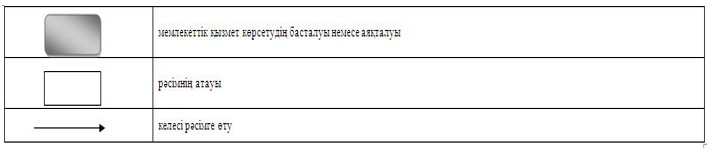 мемлекеттік қызмет көрсетудің басталуы немесе аяқталуы
рәсімнің атауы
келесі рәсімге өту